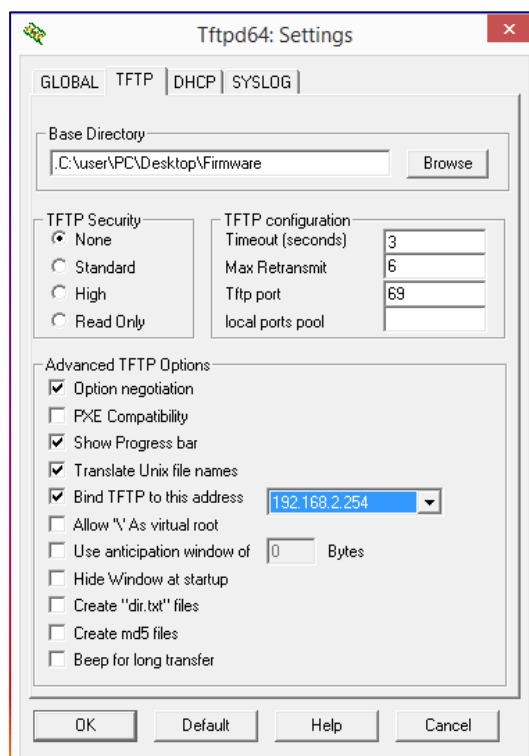 Tftpd64: Settings
GLOBAL TFTP DHCP SYSLOG
Base Directory
.C:\user\PC\Desktop\Firmware Browse
TFTP Security
None
Standard
High
Read Only
TFTP configuration
Timeout (seconds) 3
Max Retransmit 6
Tftp port 69
local ports pool
Advanced TFTP Options
Option negotiation
PXE Compatibility
Show Progress bar
Translate Unix file names
Bind TFTP to this address 192.168.2.254
Allow '\' As virtual root
Use anticipation window of 0 Bytes
Hide Window at startup
Create "dir.txt" files
Create md5 files
Beep for long transfer
OK Default Help Cancel